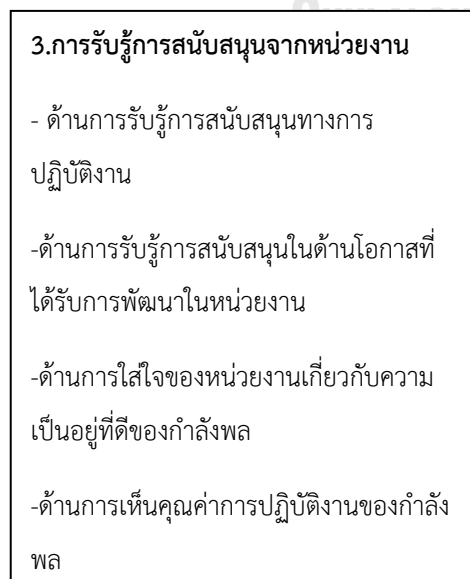 3.การรับรู้การสนับสนุนจากหน่วยงาน
- ด้านการรับรู้การสนับสนุนทางการ
ปฏิบัติงาน
-ด้านการรับรู้การสนับสนุนในด้านโอกาสที่
ได้รับการพัฒนาในหน่วยงาน
-ด้านการใส่ใจของหน่วยงานเกี่ยวกับความ
เป็นอยู่ที่ดีของกำลังพล
-ด้านการเห็นคุณค่าการปฏิบัติงานของกำลัง
พล